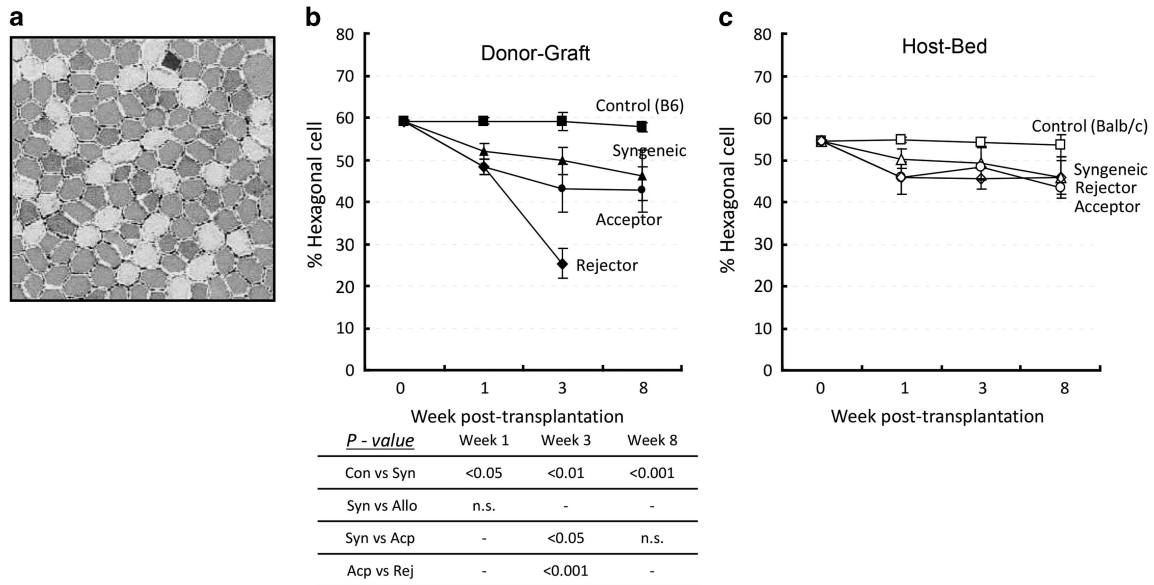 a
b
c
Donor-Graft
% Hexagonal cell
80
70
60
50
40
30
20
10
0
Control (B6)
Syngeneic
Acceptor
Rejector
0 1 3 8
Week post-transplantation
Host-Bed
% Hexagonal cell
80
70
60
50
40
30
20
10
0
Control (Balb/c)
Syngeneic
Rejector
Acceptor
0 1 3 8
Week post-transplantation
P - value Week 1 Week 3 Week 8
Con vs Syn <0.05 <0.01 <0.001
Syn vs Allo n.s. - -
Syn vs Acp - <0.05 n.s.
Acp vs Rej - <0.001 -